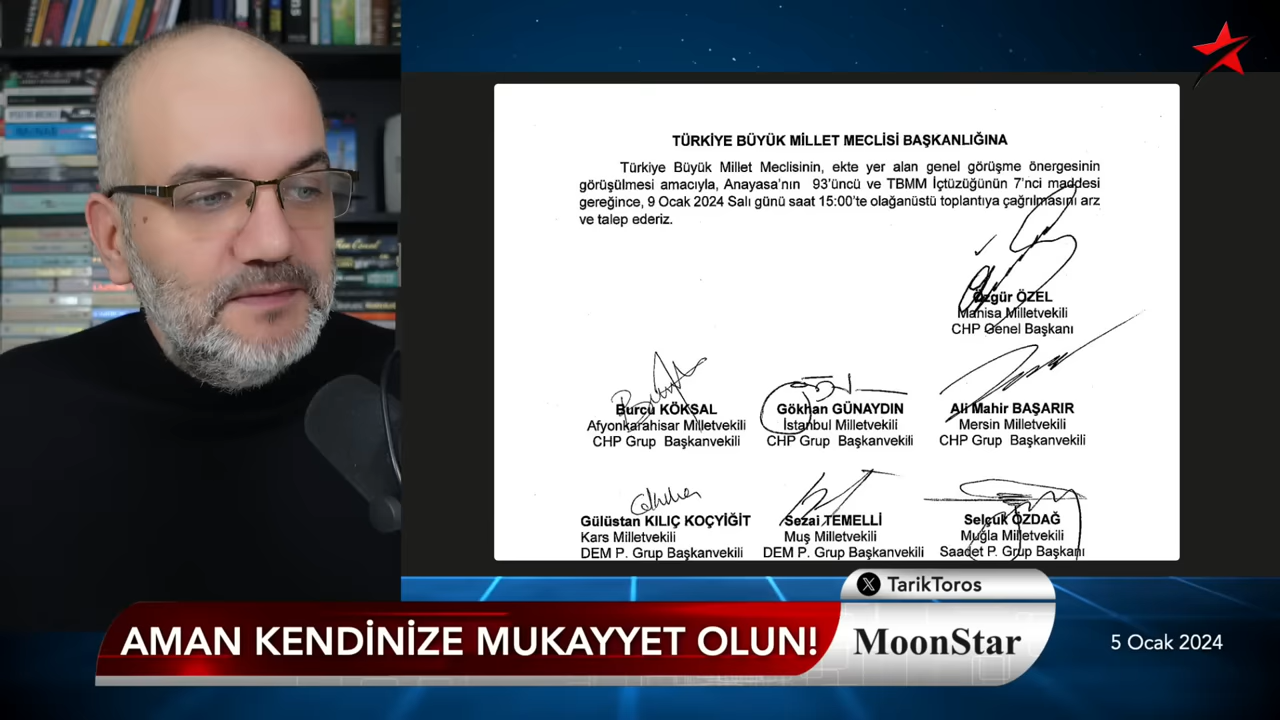 TÜRKİYE BÜYÜK MİLLET MECLİSİ BAŞKANLIĞINA
Türkiye Büyük Millet Meclisinin, ekte yer alan genel görüşme önergesinin
görüşülmesi amacıyla, Anayasa'nın 93'üncü ve TBMM İçtüzüğünün 7'nci maddesi
gereğince, 9 Ocak 2024 Salı günü saat 15:00'te olağanüstü toplantıya çağrılmasını arz
ve talep ederiz.
Özgür ÖZEL
Manisa Milletvekili
CHP Genel Başkanı
Burcu KÖKSAL Gökhan GÜNAYDIN Ali Mahir BAŞARIR
Afyonkarahisar Milletvekili İstanbul Milletvekili Mersin Milletvekili
CHP Grup Başkanvekili CHP Grup Başkanvekili CHP Grup Başkanvekili
Gülüstan KILIÇ KOÇYİĞİT Sezai TEMELLİ Selçuk ÖZDAĞ
Kars Milletvekili Muş Milletvekili Muğla Milletvekili
DEM P. Grup Başkanvekili DEM P. Grup Başkanvekili Saadet P. Grup Başkanı
TarikToros
AMAN KENDİNİZE MUKAYYET OLUN!
MoonStar
5 Ocak 2024